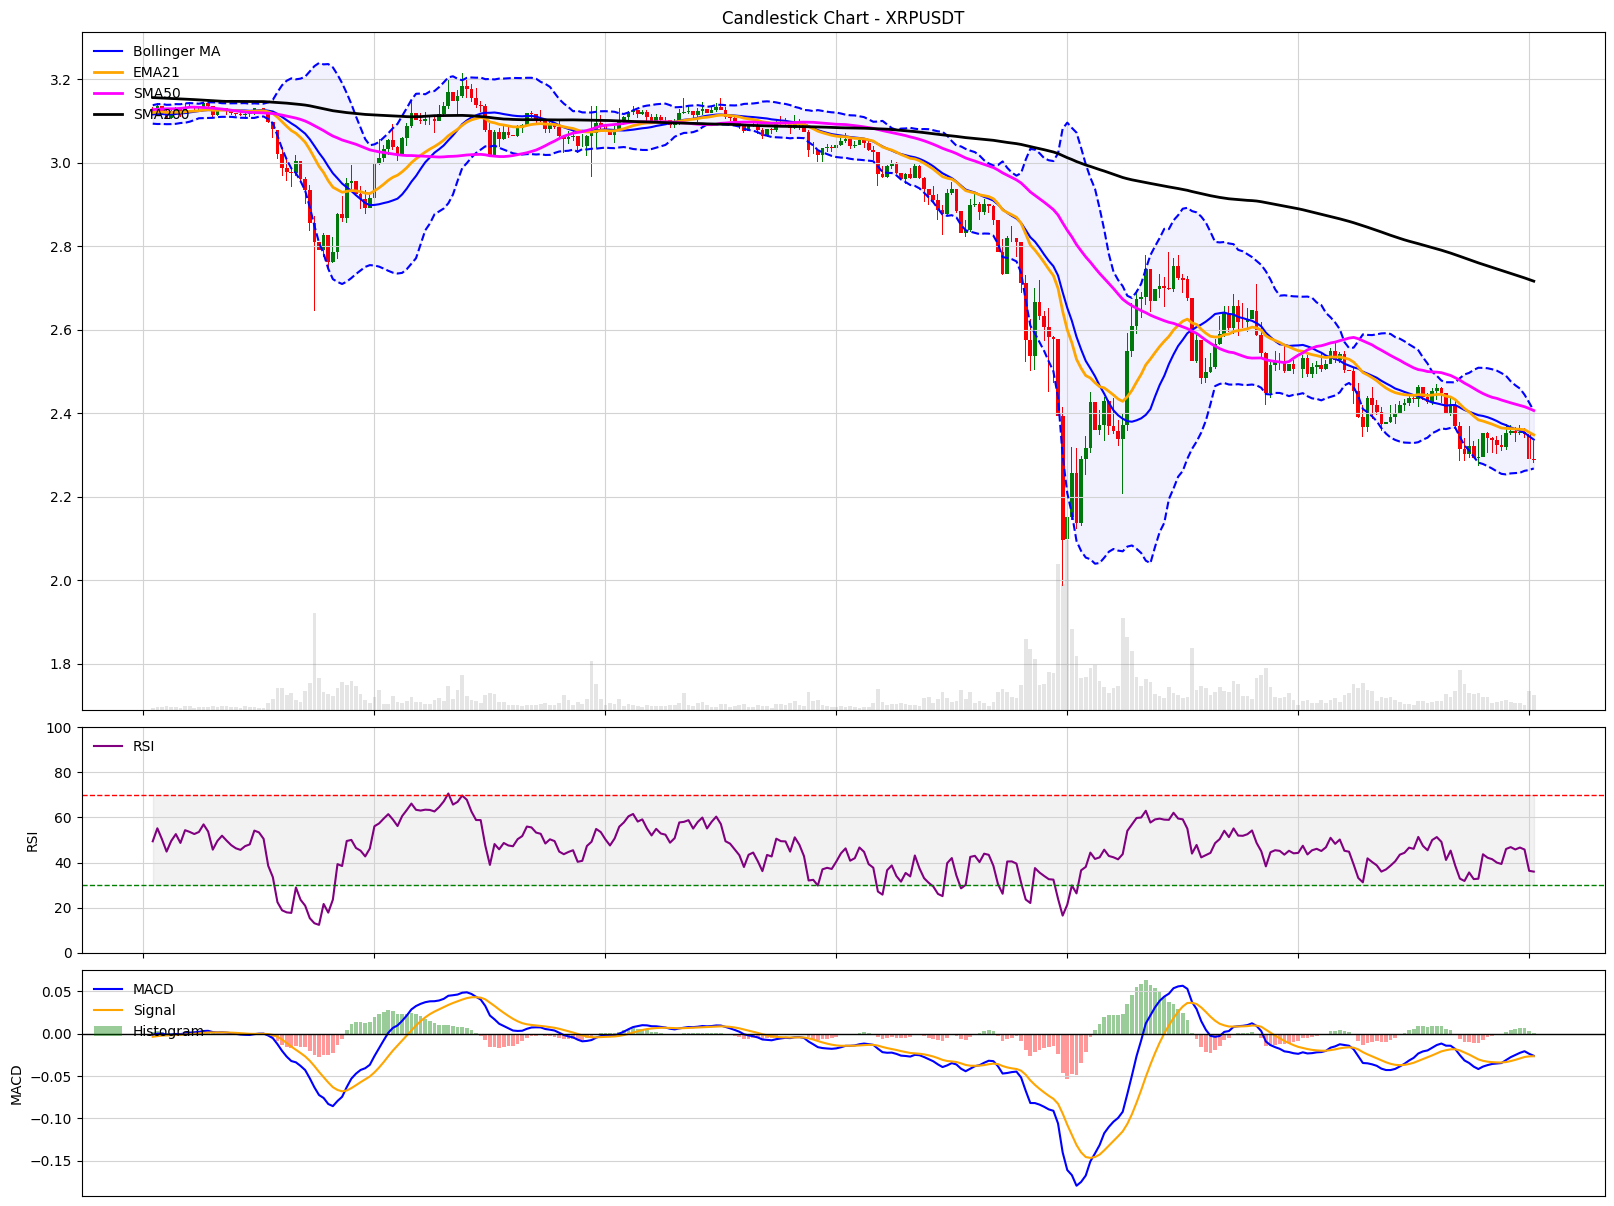 Candlestick Chart - XRPUSDT
Bollinger MA
EMA21
SMA50
SMA200
3.2
3.0
2.8
2.6
2.4
2.2
2.0
1.8
RSI
RSI
100
80
60
40
20
0
MACD
Signal
Histogram
MACD
0.05
0.00
−0.05
−0.10
−0.15